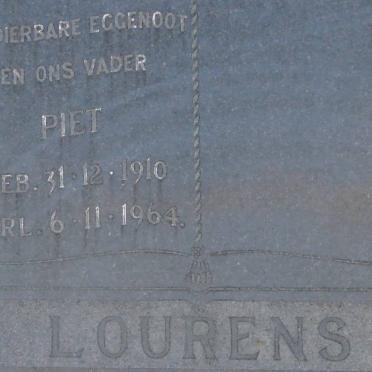 DIERBARE EGGENOOT
EN ONS VADER
PIET
EB. 31·12·1910
RL. 6·11·1964.
LOURENS